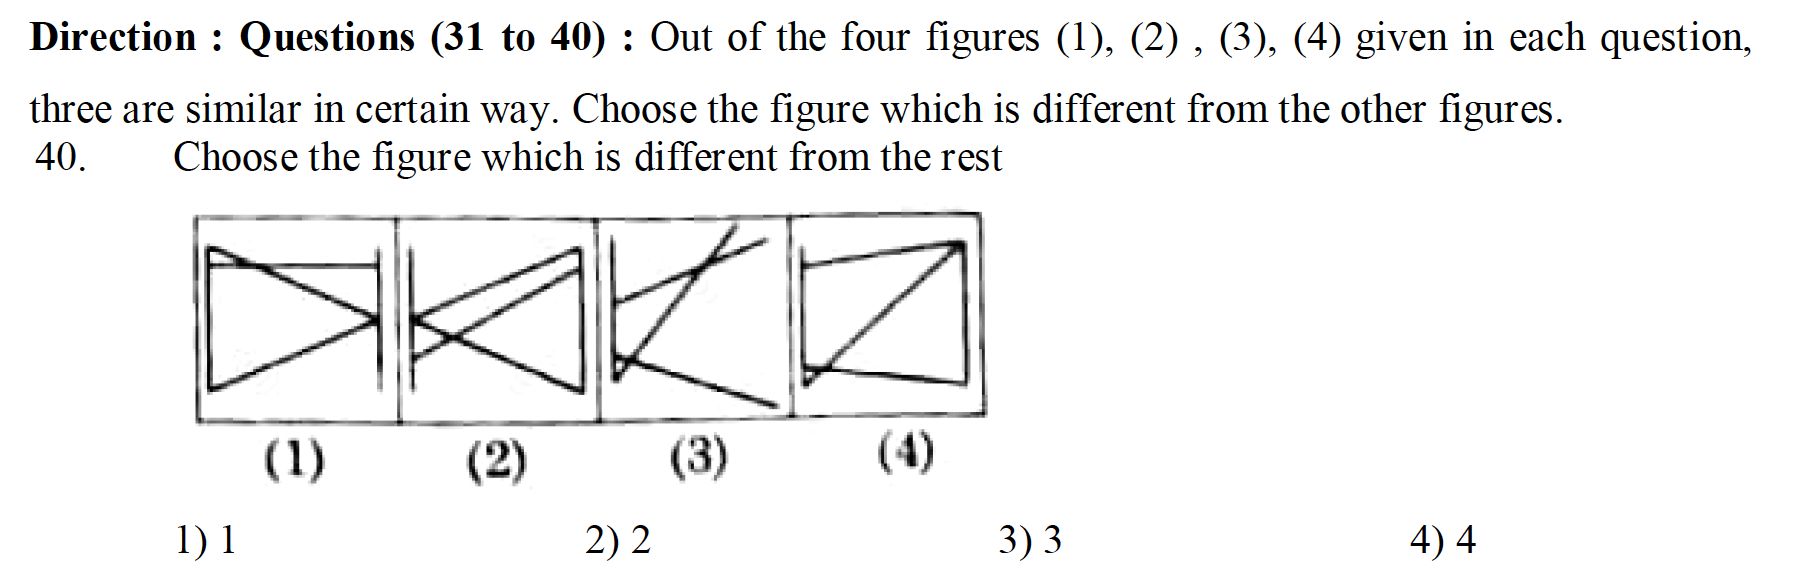 Direction : Questions (31 to 40) : Out of the four figures (1), (2) , (3), (4) given in each question,
three are similar in certain way. Choose the figure which is different from the other figures.
40. Choose the figure which is different from the rest
(1) (2) (3) (4)
1) 1 2) 2 3) 3 4) 4